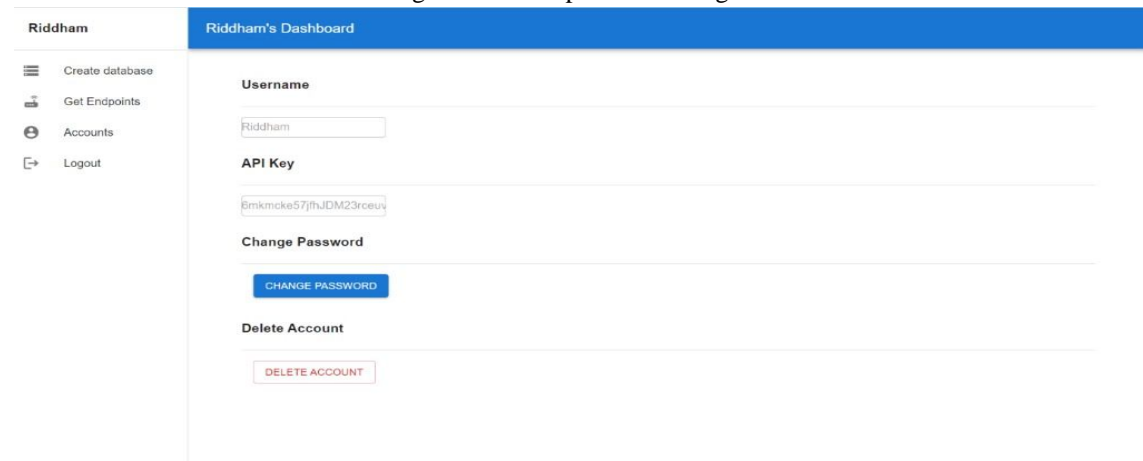 Riddham
Create database
Get Endpoints
Accounts
Logout
Riddham's Dashboard
Username
Riddham
API Key
6mkmcke57jfhJDM23rceuv
Change Password
CHANGE PASSWORD
Delete Account
DELETE ACCOUNT